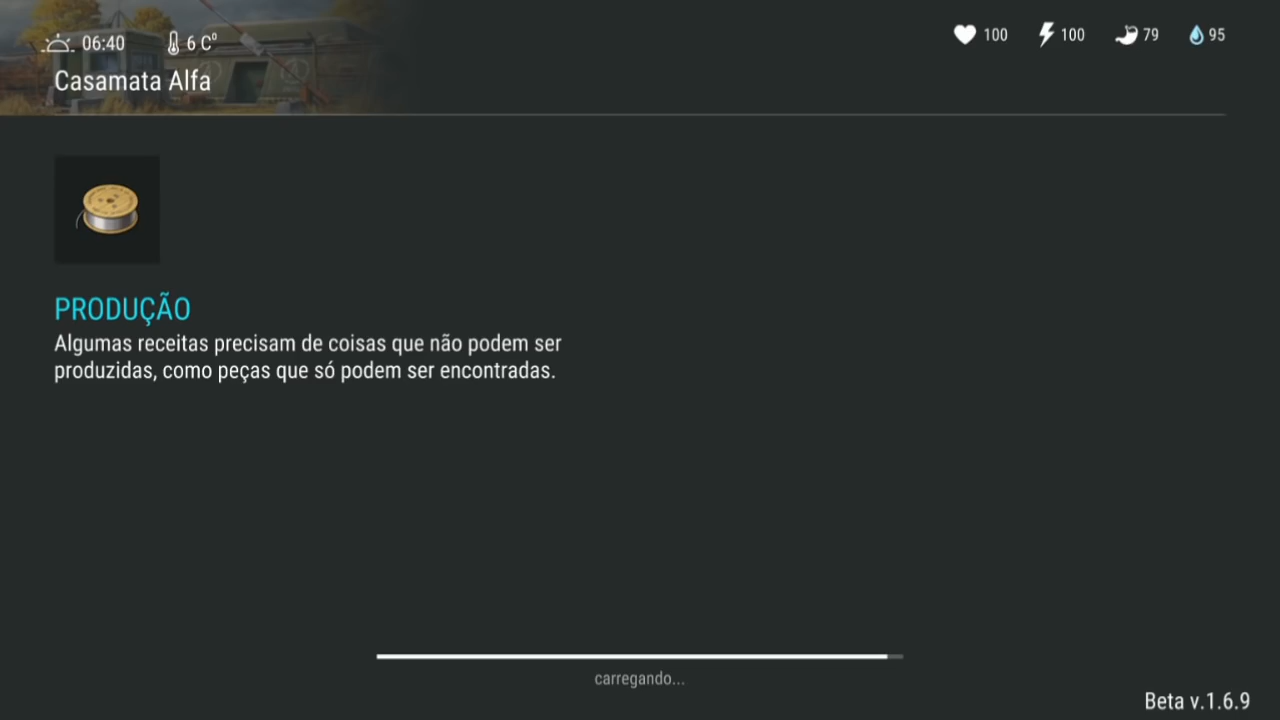 06:40 6 C⁰
100 100 79 95
Casamata Alfa
PRODUÇÃO
Algumas receitas precisam de coisas que não podem ser
produzidas, como peças que só podem ser encontradas.
carregando...
Beta v.1.6.9